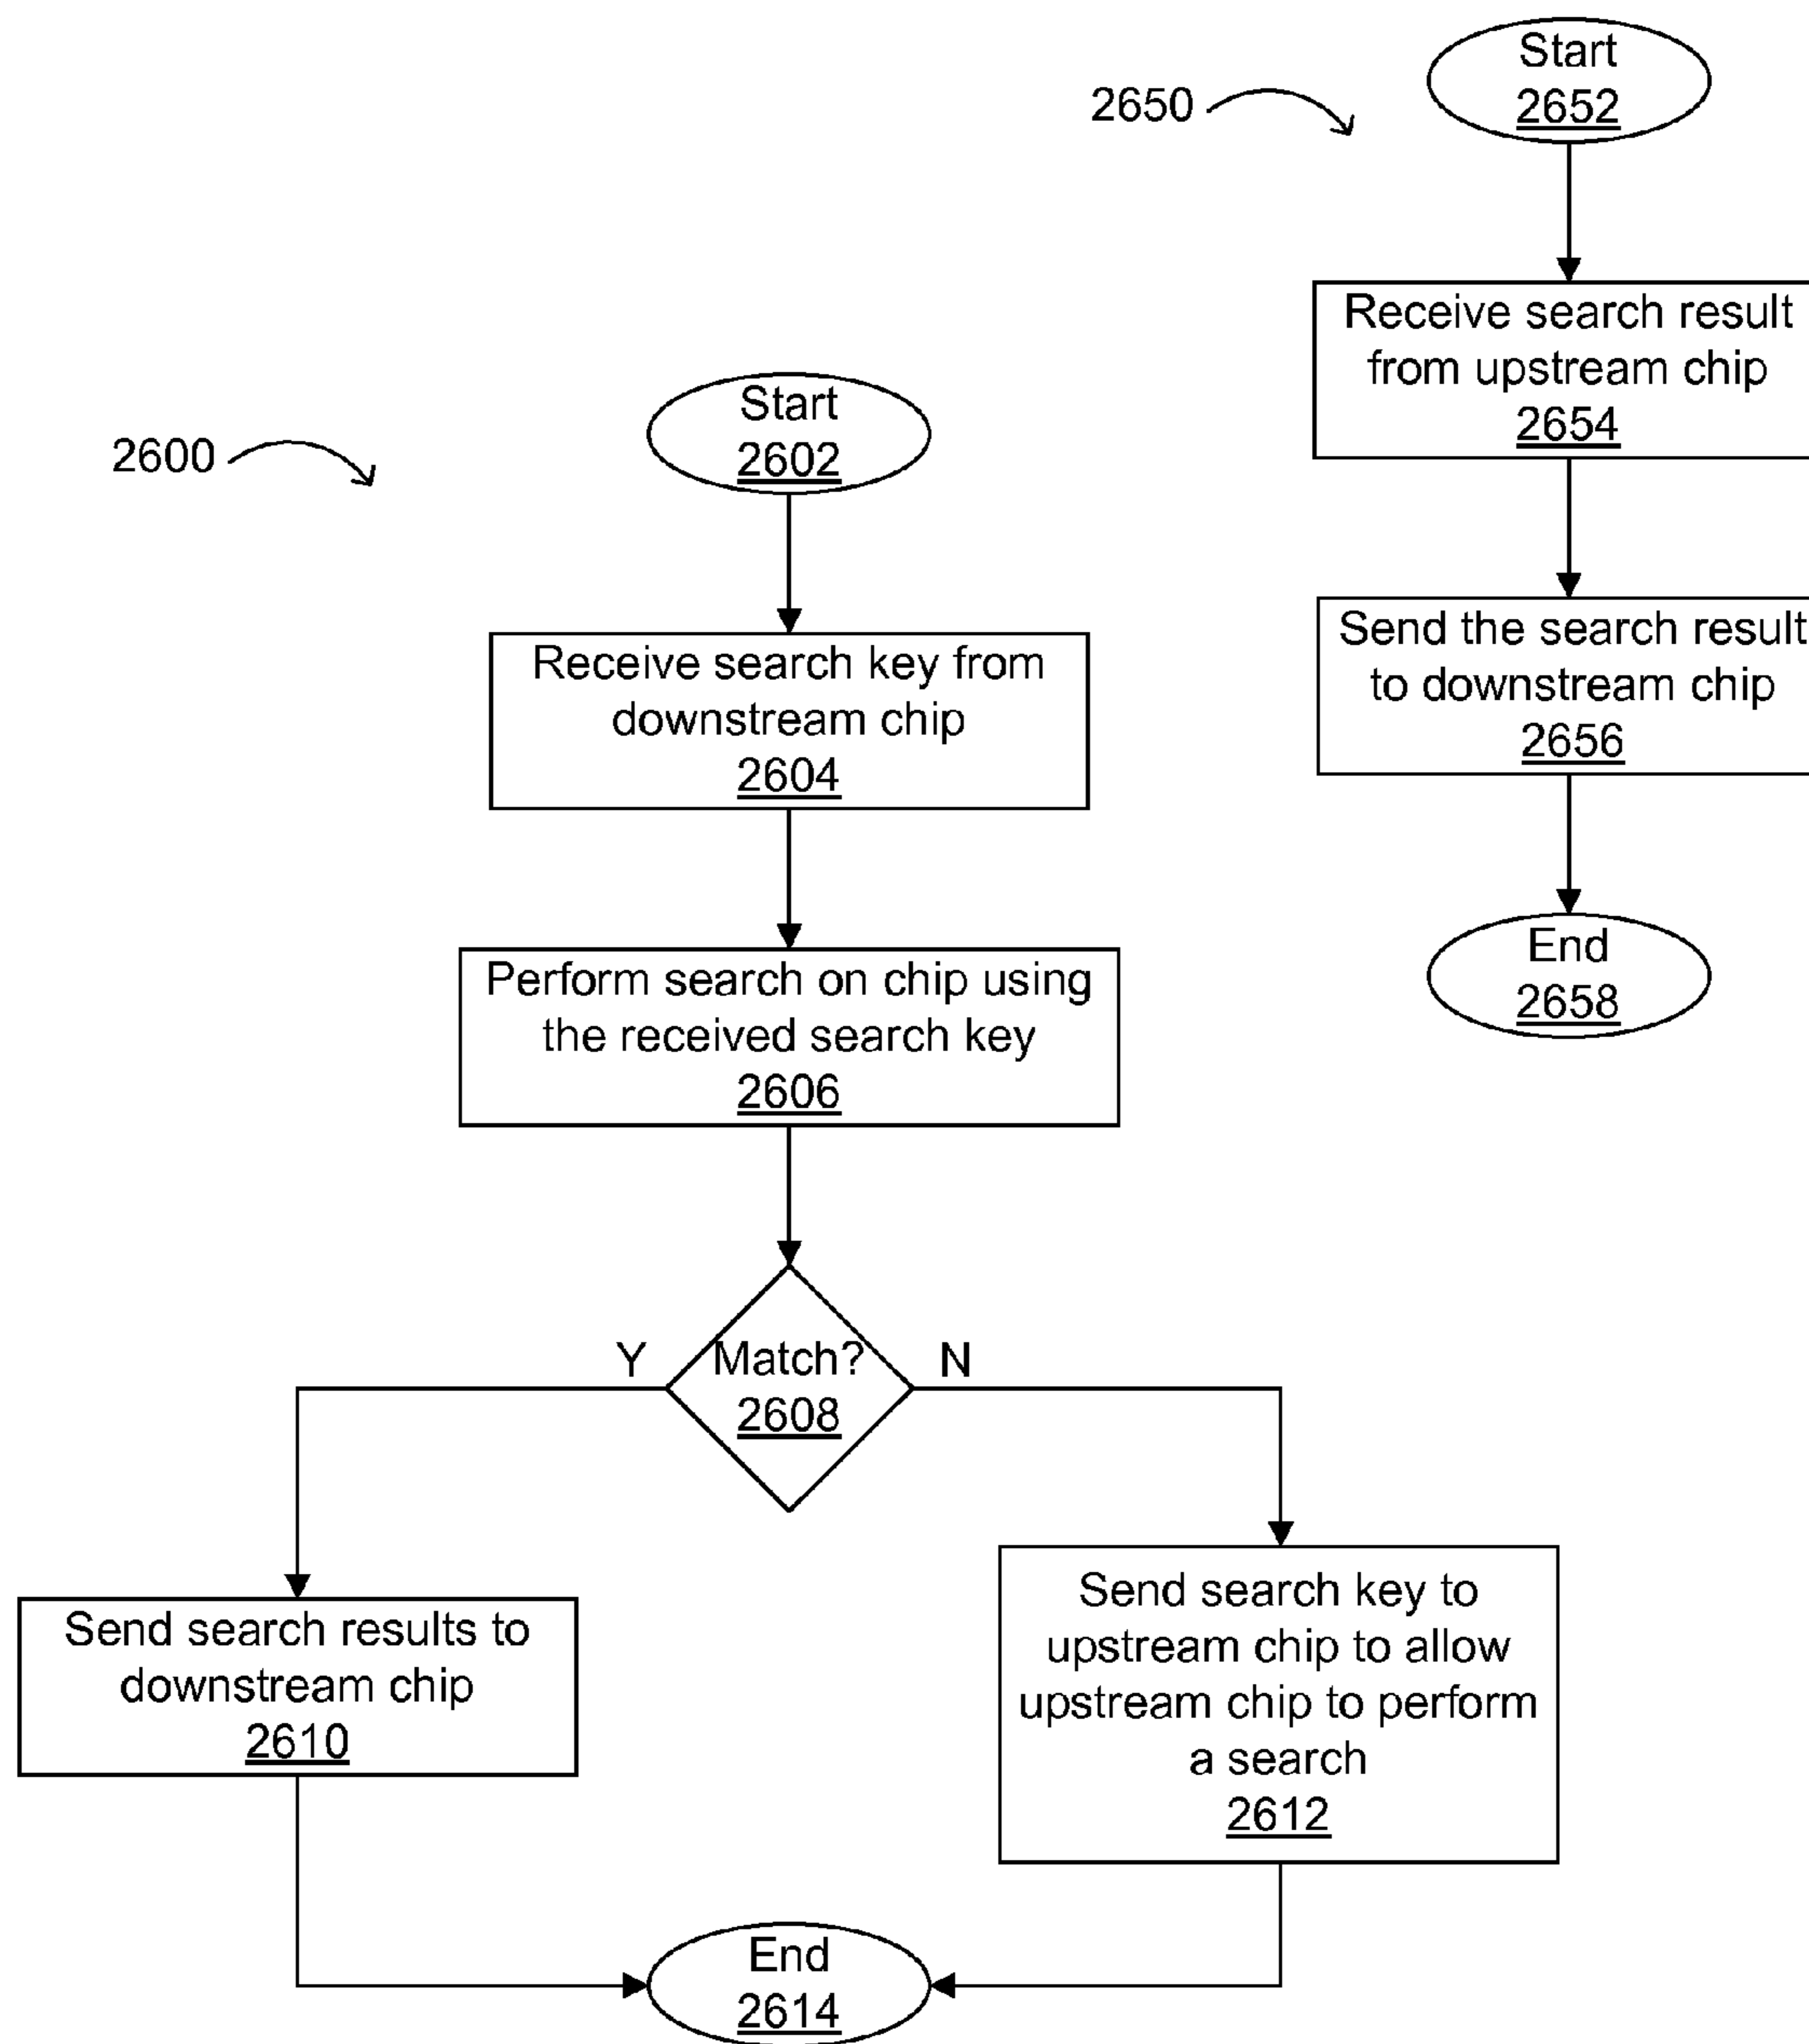 2600
Start
2602
Receive search key from
downstream chip
2604
Perform search on chip using
the received search key
2606
Match?
2608
Y
N
Send search results to
downstream chip
2610
Send search key to
upstream chip to allow
upstream chip to perform
a search
2612
End
2614
2650
Start
2652
Receive search result
from upstream chip
2654
Send the search result
to downstream chip
2656
End
2658